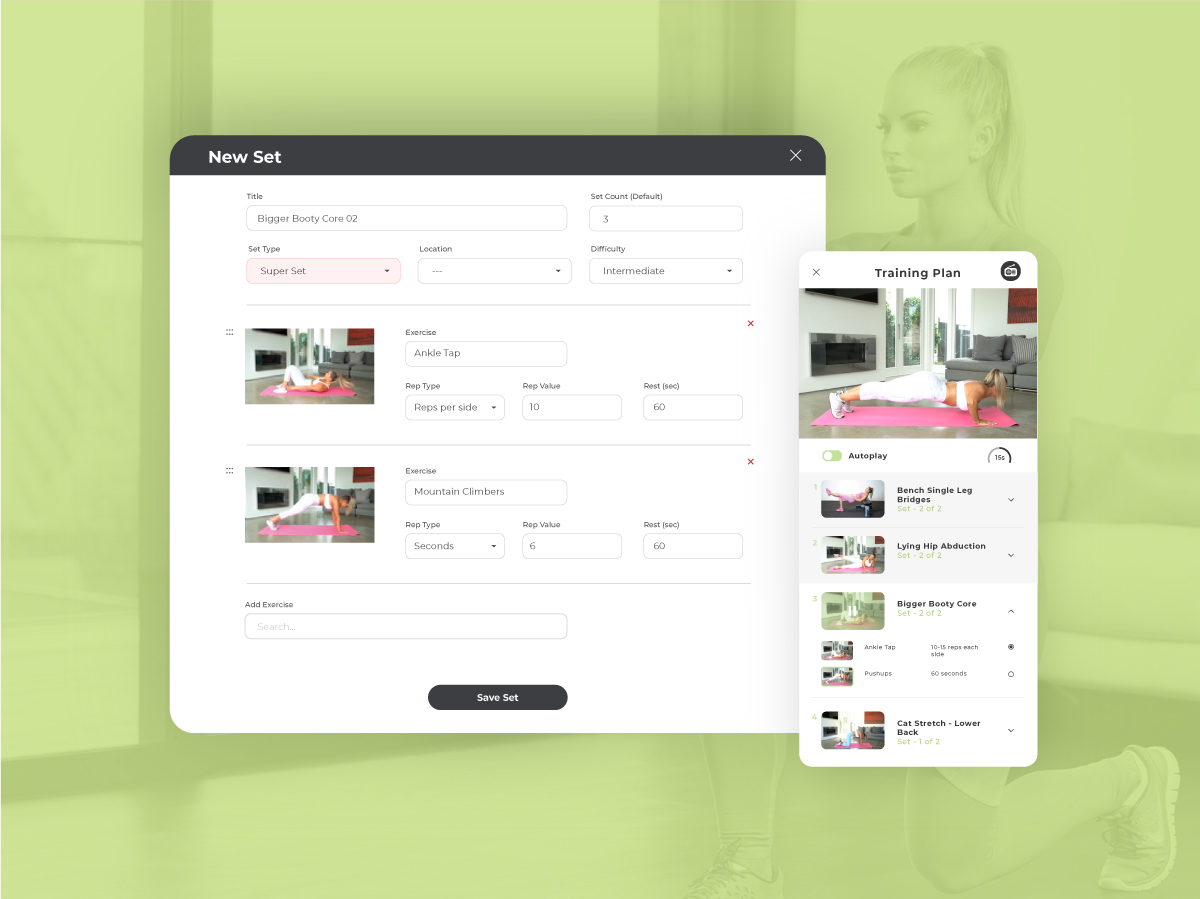 New Set
Title
Set Count (Default)
Bigger Booty Core 02
3
Set Type
Location
Difficulty
Super Set
---
Intermediate
Exercise
Ankle Tap
Rep Type
Rep Value
Rest (sec)
Reps per side
10
60
Exercise
Mountain Climbers
Rep Type
Rep Value
Rest (sec)
Seconds
6
60
Add Exercise
Search...
Save Set
Training Plan
Autoplay
15s
1
Bench Single Leg
Bridges
Set - 2 of 2
2
Lying Hip Abduction
Set - 2 of 2
3
Bigger Booty Core
Set - 2 of 2
Ankle Tap
10-15 reps each
side
Pushups
60 seconds
4
Cat Stretch - Lower
Back
Set - 1 of 2